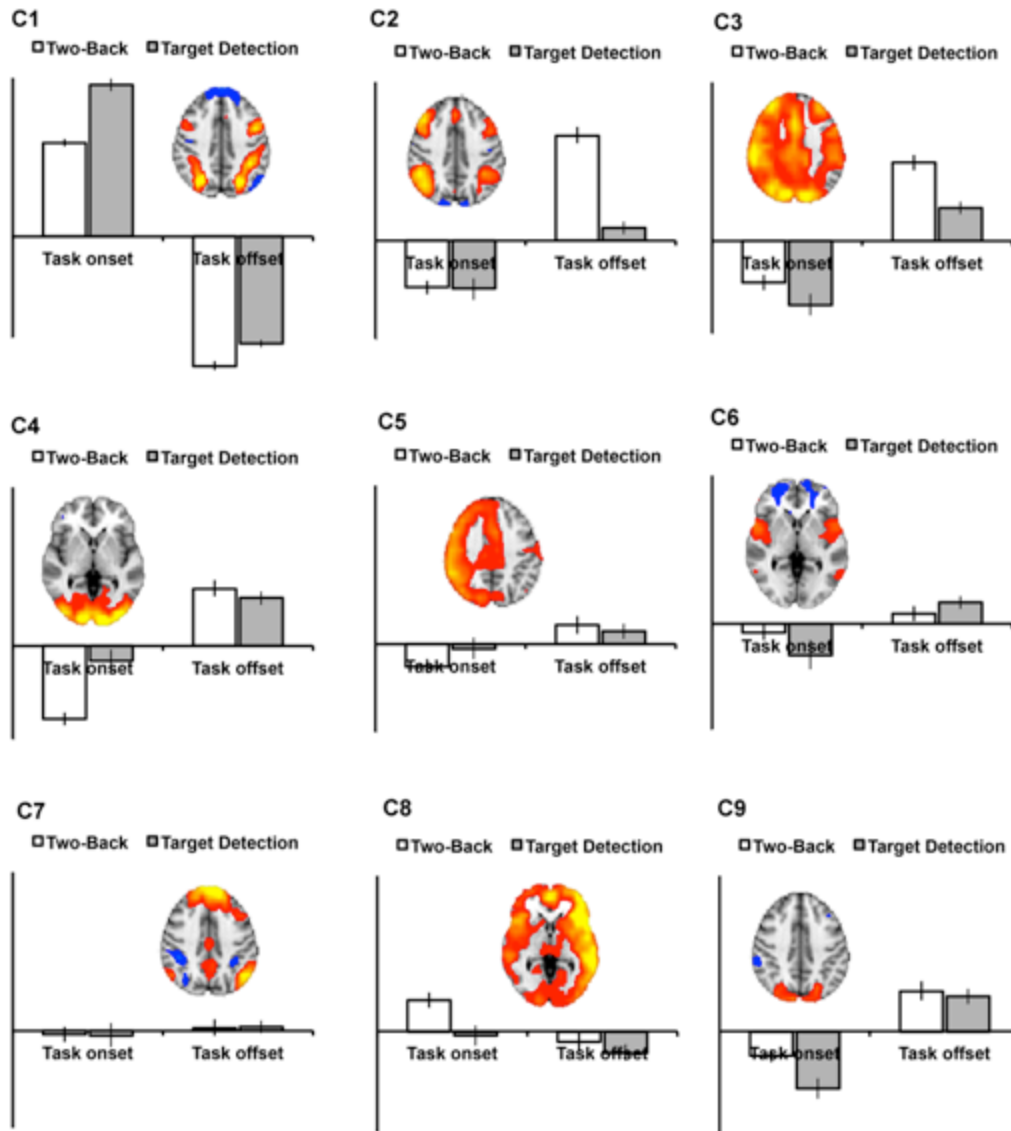 C1
Two-Back Target Detection
Task onset
Task offset
C2
Two-Back Target Detection
Task onset
Task offset
C3
Two-Back Target Detection
Task onset
Task offset
C4
Two-Back Target Detection
Task onset
Task offset
C5
Two-Back Target Detection
Task onset
Task offset
C6
Two-Back Target Detection
Task onset
Task offset
C7
Two-Back Target Detection
Task onset
Task offset
C8
Two-Back Target Detection
Task onset
Task offset
C9
Two-Back Target Detection
Task onset
Task offset